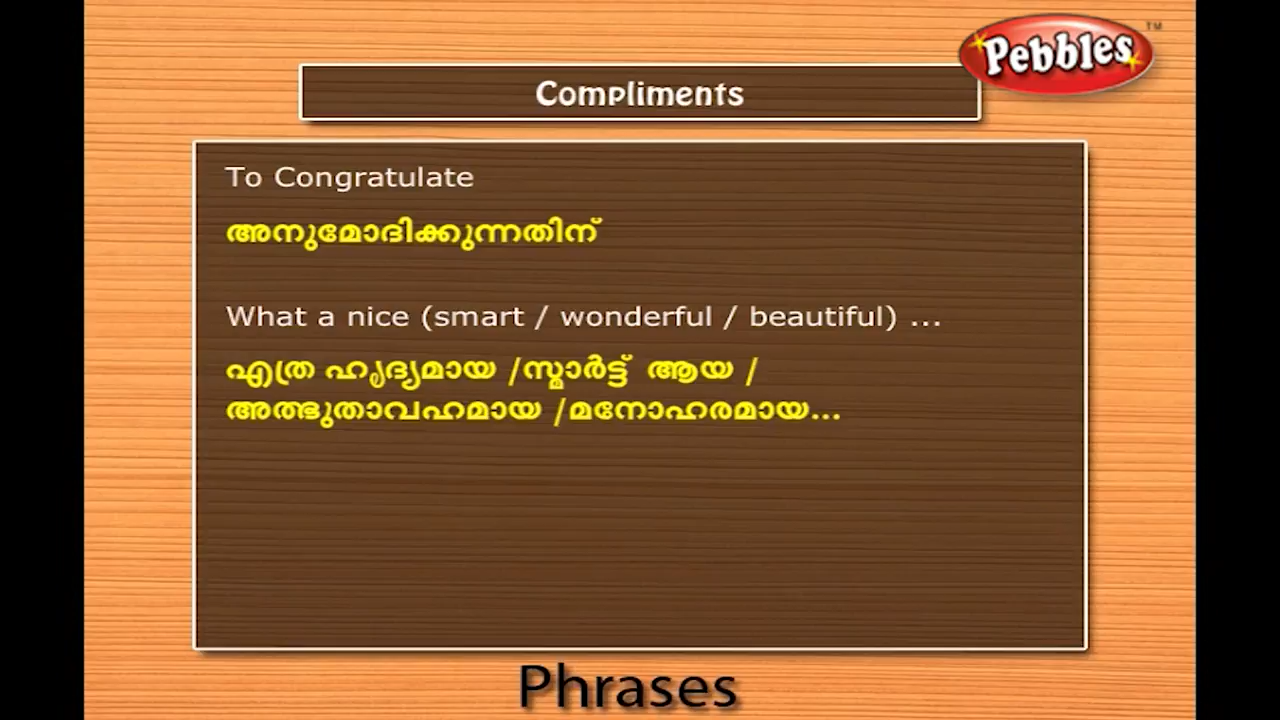 Pebbles™
Compliments
To Congratulate
അനുമോദിക്കുന്നതിന്
What a nice (smart / wonderful / beautiful) ...
എത്ര ഹൃദ്യമായ /സ്മാർട്ട് ആയ /
അത്ഭുതാവഹമായ /മനോഹരമായ...
Phrases